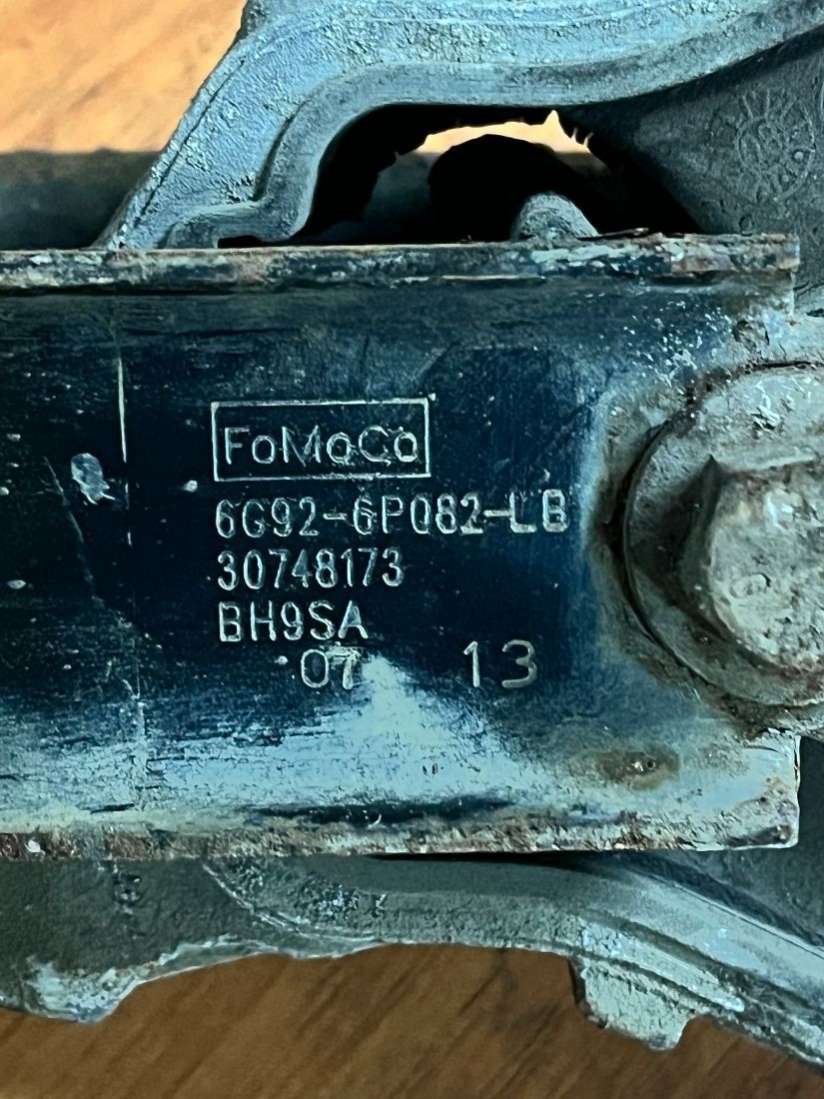 FoMoCo
6G92-6P082-LB
30748173
BH9SA
07 13